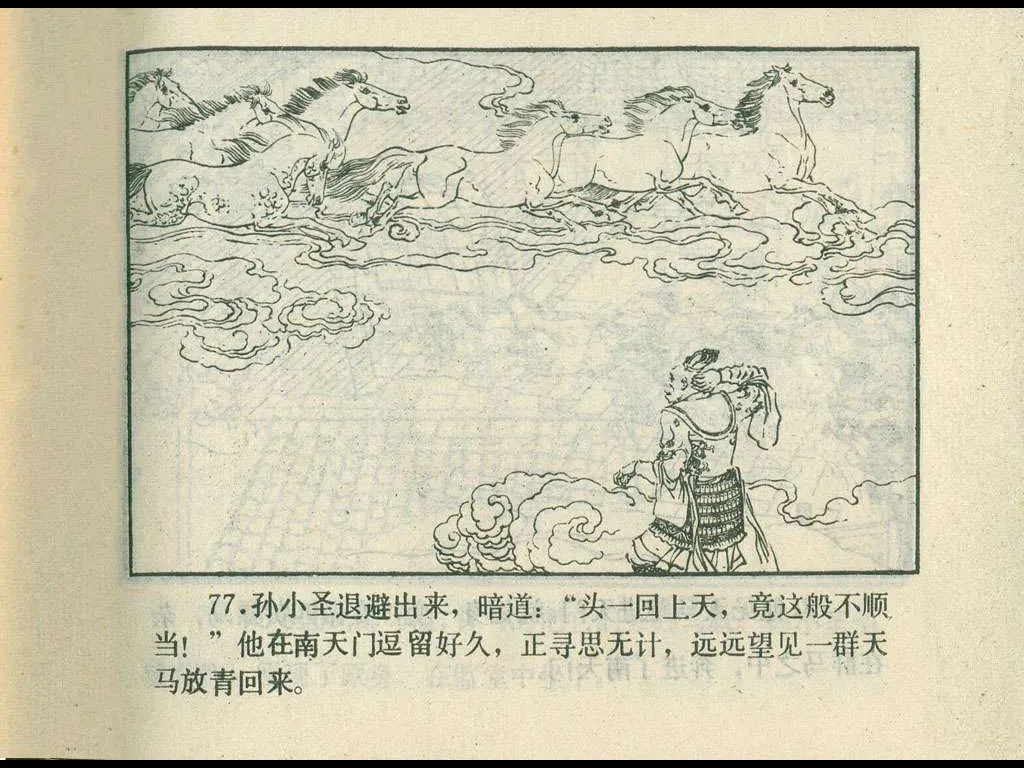 77.孙小圣退避出来，暗道：“头一回上天，竟这般不顺
当！”他在南天门逗留好久，正寻思无计，远远望见一群天
马放青回来。